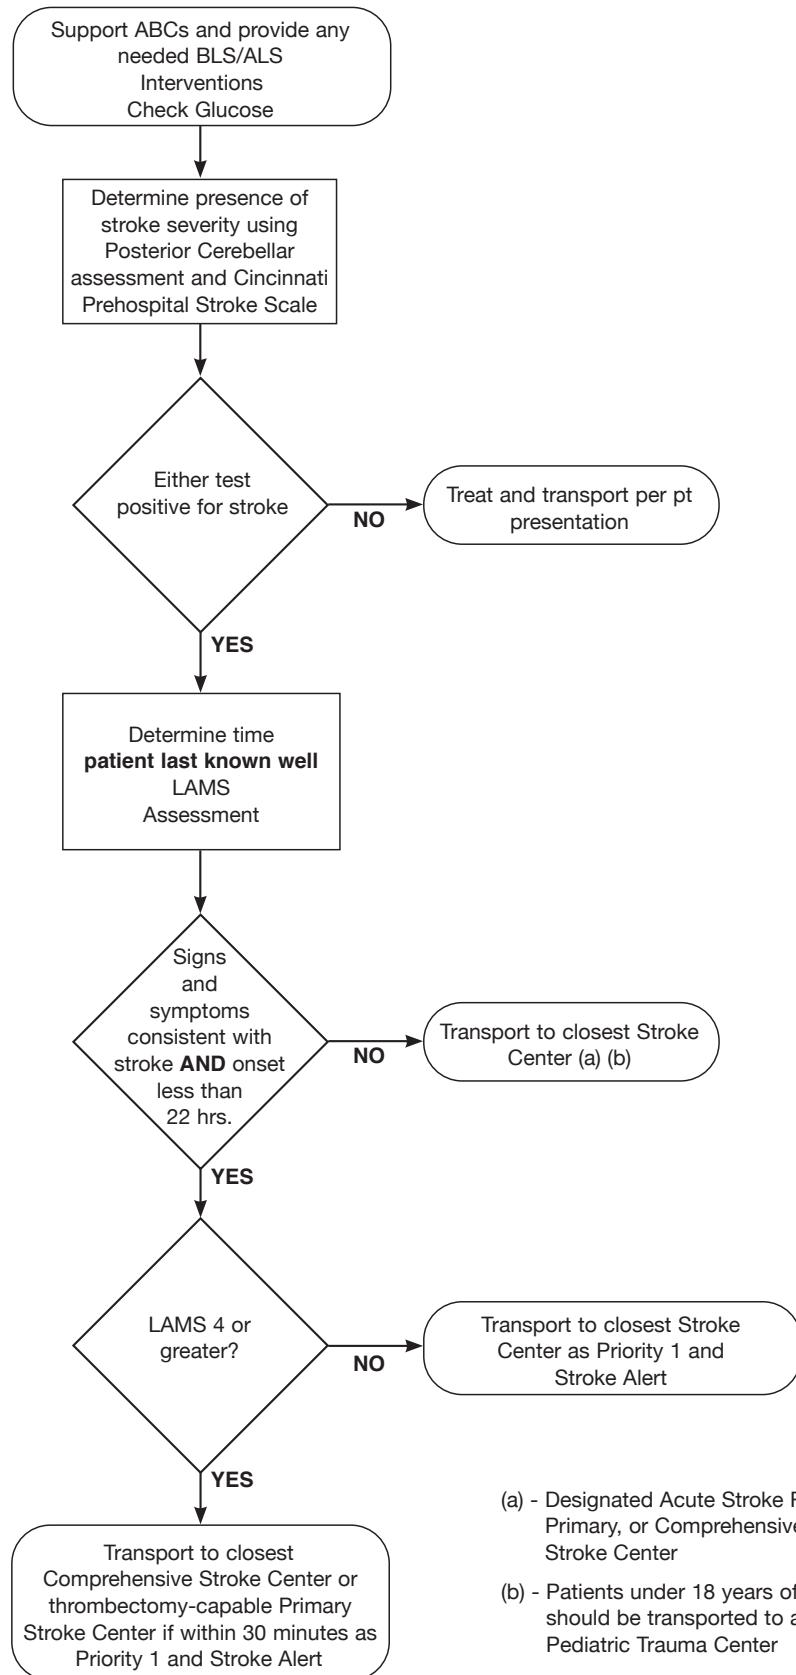 Support ABCs and provide any
needed BLS/ALS
Interventions
Check Glucose
Determine presence of
stroke severity using
Posterior Cerebellar
assessment and Cincinnati
Prehospital Stroke Scale
Either test
positive for stroke
NO
Treat and transport per pt
presentation
YES
Determine time
patient last known well
LAMS
Assessment
Signs
and
symptoms
consistent with
stroke AND onset
less than
22 hrs.
NO
Transport to closest Stroke
Center (a) (b)
YES
LAMS 4 or
greater?
NO
Transport to closest Stroke
Center as Priority 1 and
Stroke Alert
YES
Transport to closest
Comprehensive Stroke Center or
thrombectomy-capable Primary
Stroke Center if within 30 minutes as
Priority 1 and Stroke Alert
(a) - Designated Acute Stroke
Primary, or Comprehensive
Stroke Center
(b) - Patients under 18 years of
should be transported to a
Pediatric Trauma Center